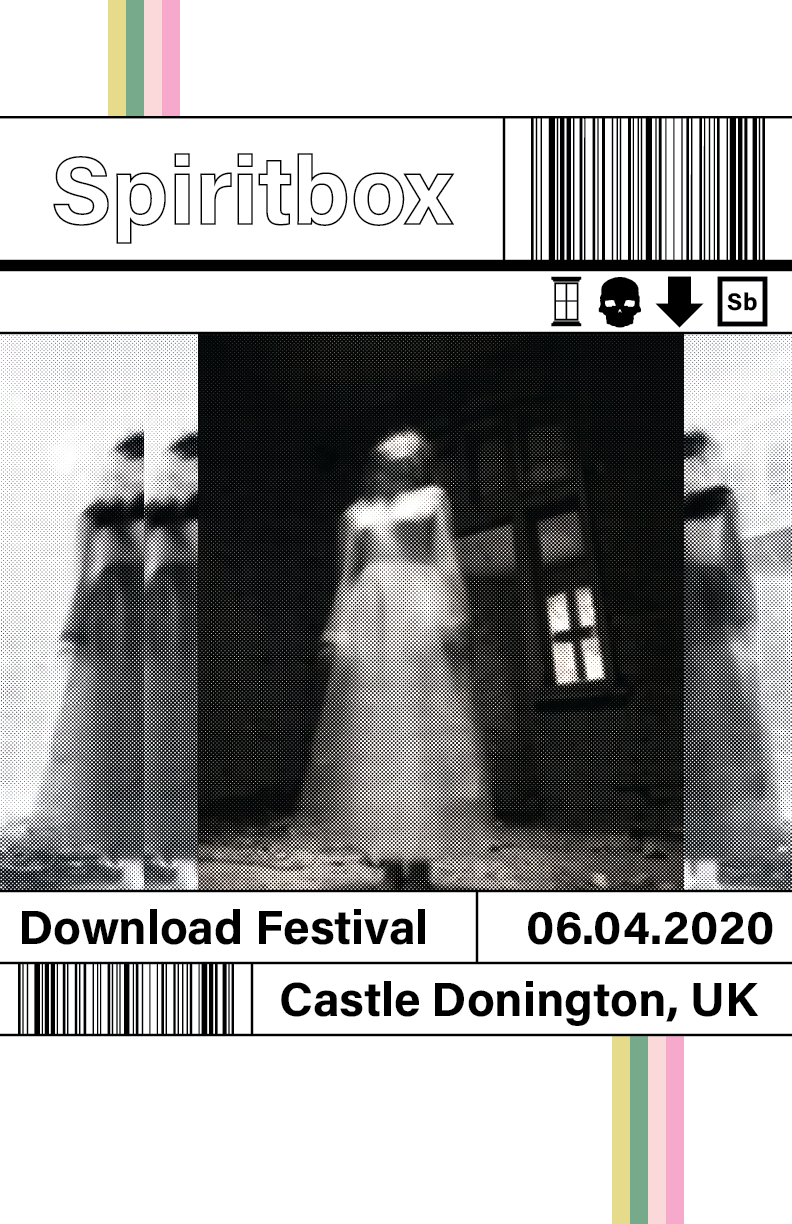 Spiritbox
Sb
Download Festival
06.04.2020
Castle Donington, UK